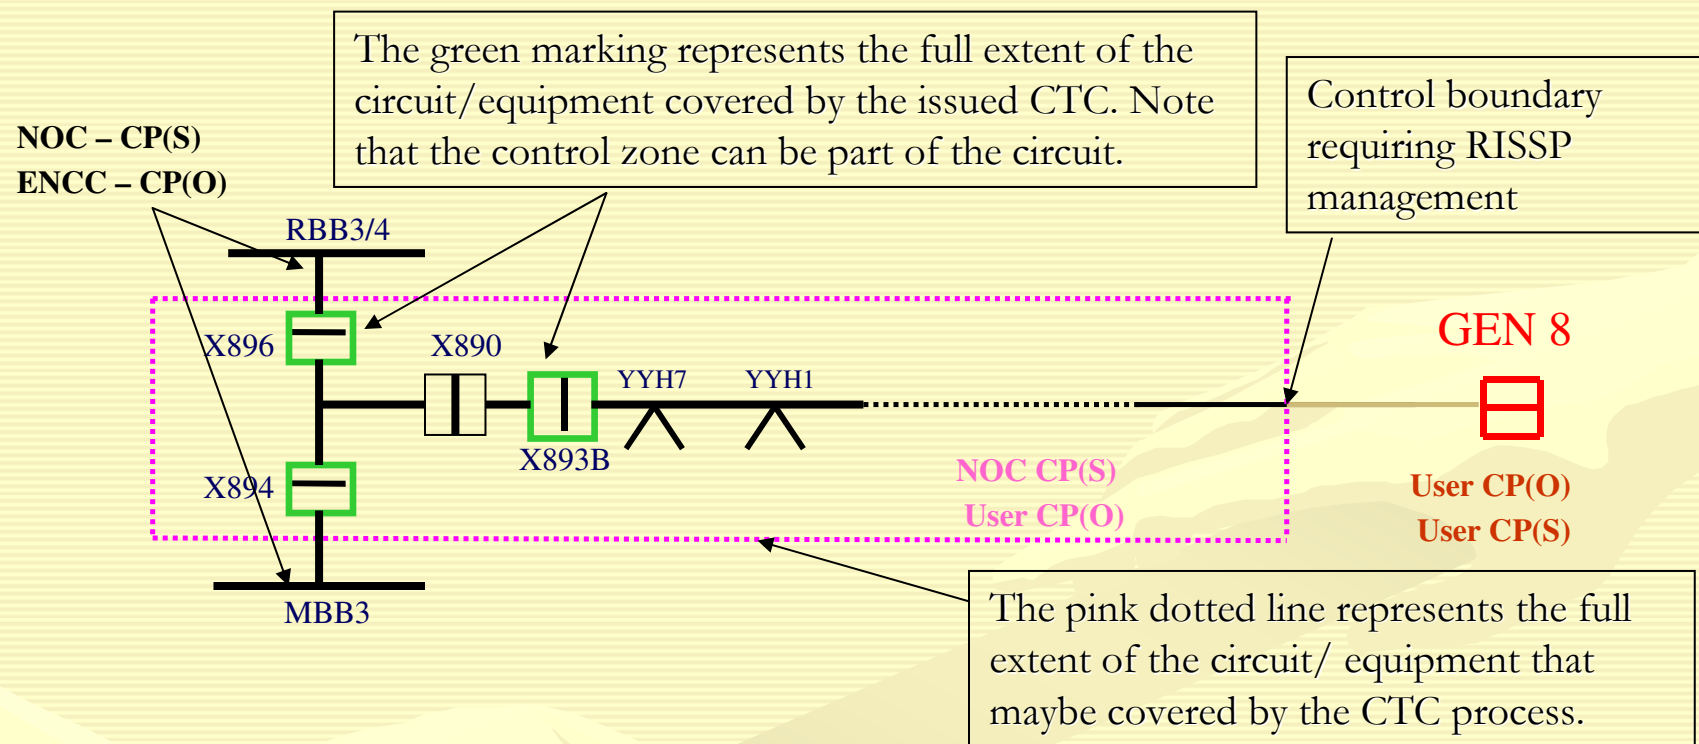 The green marking represents the full extent of the
circuit/equipment covered by the issued CTC. Note
that the control zone can be part of the circuit.
Control boundary
requiring RISSP
management
NOC – CP(S)
ENCC – CP(O)
RBB3/4
X896
X890
YYH7
YYH1
GEN 8
X893B
X894
NOC CP(S)
User CP(O)
User CP(O)
User CP(S)
MBB3
The pink dotted line represents the full
extent of the circuit/ equipment that
maybe covered by the CTC process.